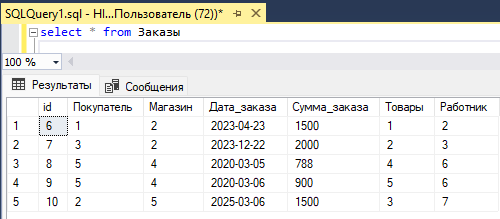 SQLQuery1.sql - HI...Пользователь (72))*
select * from Заказы
100 %
Результаты Сообщения
id Покупатель Магазин Дата_заказа Сумма_заказа Товары Работник
1 6 1 2 2023-04-23 1500 1 2
2 7 3 2 2023-12-22 2000 2 3
3 8 5 4 2020-03-05 788 4 6
4 9 5 4 2020-03-06 900 5 6
5 10 2 5 2025-03-06 1500 3 7